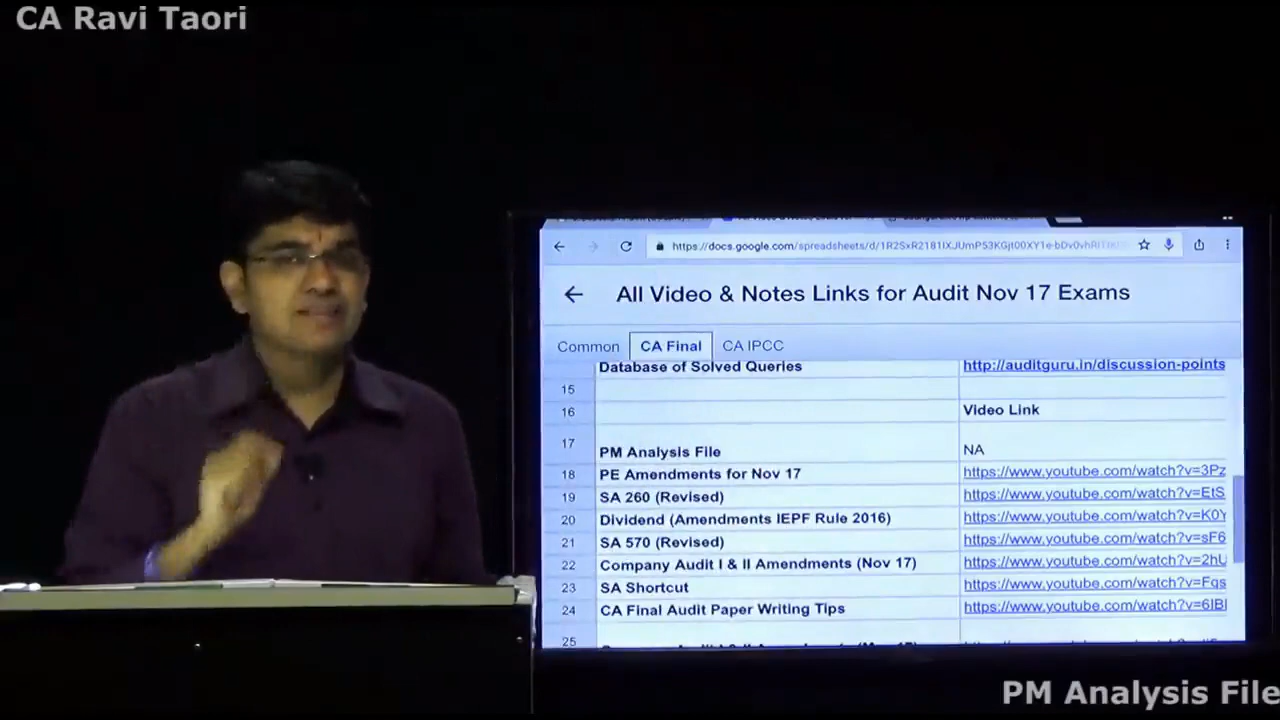 CA Ravi Taori
https://docs.google.com/spreadsheets/d/
All Video & Notes Links for Audit Nov 17 Exams
Common CA Final CA IPCC
Database of Solved Queries http://auditguru.in/discussion-points
15
16 Video Link
17 PM Analysis File NA
18 PE Amendments for Nov 17 https://www.youtube.com/watch?v=3Pz
19 SA 260 (Revised) https://www.youtube.com/watch?v=EtS
20 Dividend (Amendments IEPF Rule 2016) https://www.youtube.com/watch?v=K0Y
21 SA 570 (Revised) https://www.youtube.com/watch?v=sF6
22 Company Audit I & II Amendments (Nov 17) https://www.youtube.com/watch?v=2hU
23 SA Shortcut https://www.youtube.com/watch?v=Fqs
24 CA Final Audit Paper Writing Tips https://www.youtube.com/watch?v=6IB
25
PM Analysis File